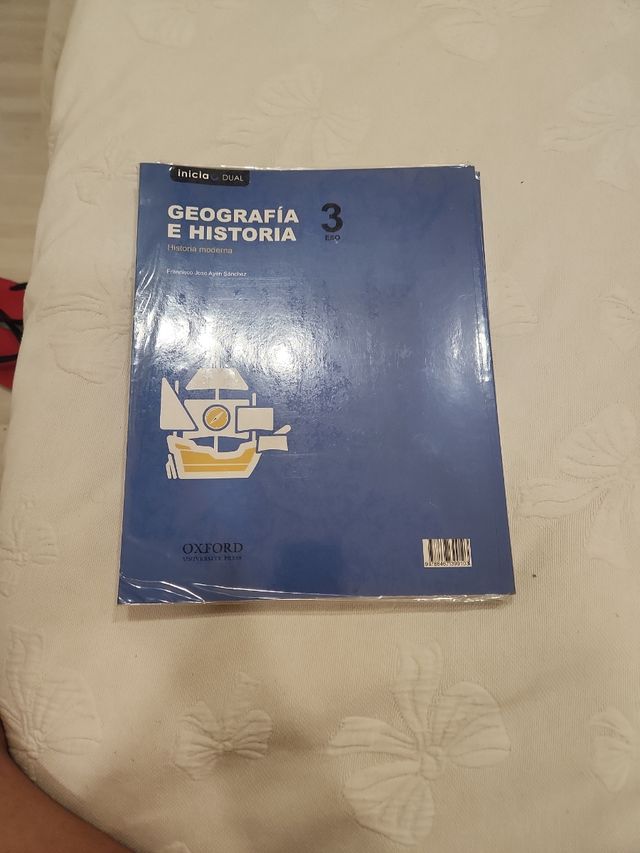 inicia DUAL
GEOGRAFÍA
E HISTORIA
3
ESO
Historia moderna
Francisco José Ayén Sánchez
OXFORD
UNIVERSITY PRESS